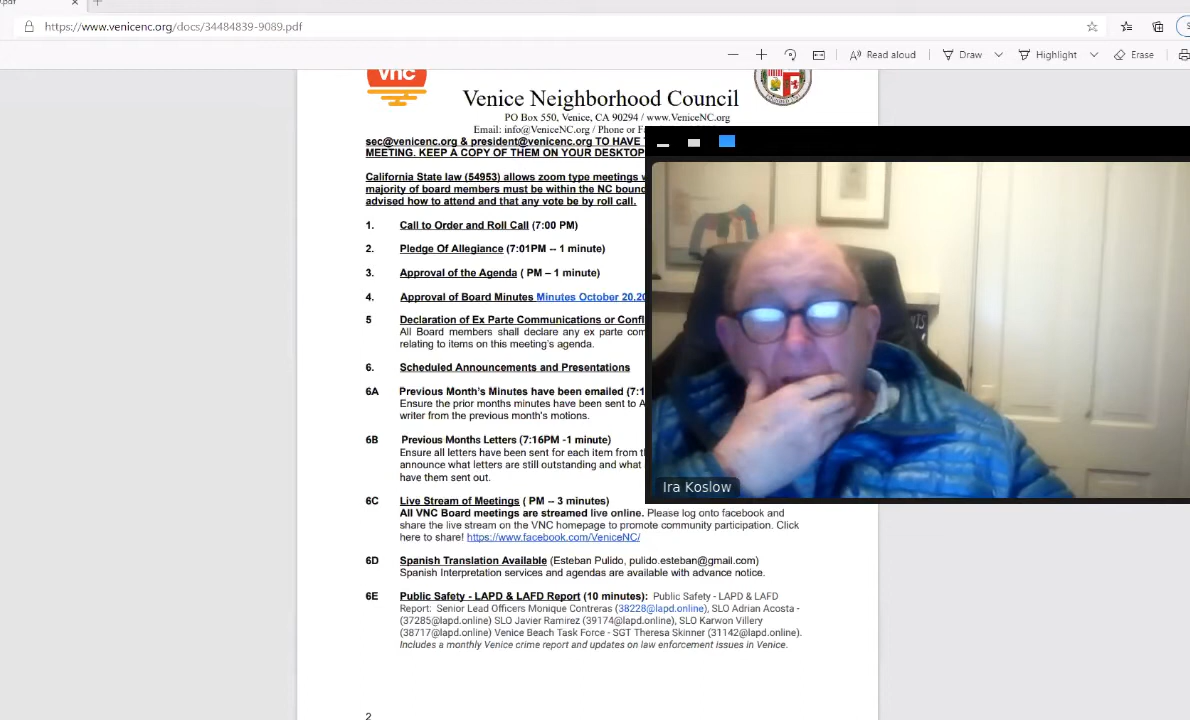 .pdf
https://www.venicenc.org/docs/34484839-9089.pdf
Read aloud
Draw
Highlight
Erase
vnc
Venice Neighborhood Council
PO Box 550, Venice, CA 90294 / www.VeniceNC.org
Email: info@VeniceNC.org / Phone or
sec@venicenc.org & president@venicenc.org TO HAVE
MEETING. KEEP A COPY OF THEM ON YOUR DESKTOP
California State law (54953) allows zoom type meetings
majority of board members must be within the NC
advised how to attend and that any vote be by roll call.
1. Call to Order and Roll Call (7:00 PM)
2. Pledge Of Allegiance (7:01PM -- 1 minute)
3. Approval of the Agenda ( PM – 1 minute)
4. Approval of Board Minutes Minutes October 20.20
5 Declaration of Ex Parte Communications or
All Board members shall declare any ex parte
relating to items on this meeting's agenda.
6. Scheduled Announcements and Presentations
6A Previous Month's Minutes have been emailed
Ensure the prior months minutes have been sent to
writer from the previous month's motions.
6B Previous Months Letters (7:16PM -1 minute)
Ensure all letters have been sent for each item from
announce what letters are still outstanding and what
have them sent out.
6C Live Stream of Meetings ( PM -- 3 minutes)
All VNC Board meetings are streamed live online. Please log onto facebook and
share the live stream on the VNC homepage to promote community participation. Click
here to share! https://www.facebook.com/VeniceNC/
6D Spanish Translation Available (Esteban Pulido, pulido.esteban@gmail.com)
Spanish Interpretation services and agendas are available with advance notice.
6E Public Safety - LAPD & LAFD Report (10 minutes): Public Safety - LAPD & LAFD
Report: Senior Lead Officers Monique Contreras (38228@lapd.online), SLO Adrian Acosta -
(37285@lapd.online) SLO Javier Ramirez (39174@lapd.online), SLO Karwon Villery
(38717@lapd.online) Venice Beach Task Force - SGT Theresa Skinner (31142@lapd.online).
Includes a monthly Venice crime report and updates on law enforcement issues in Venice.
2
Ira Koslow